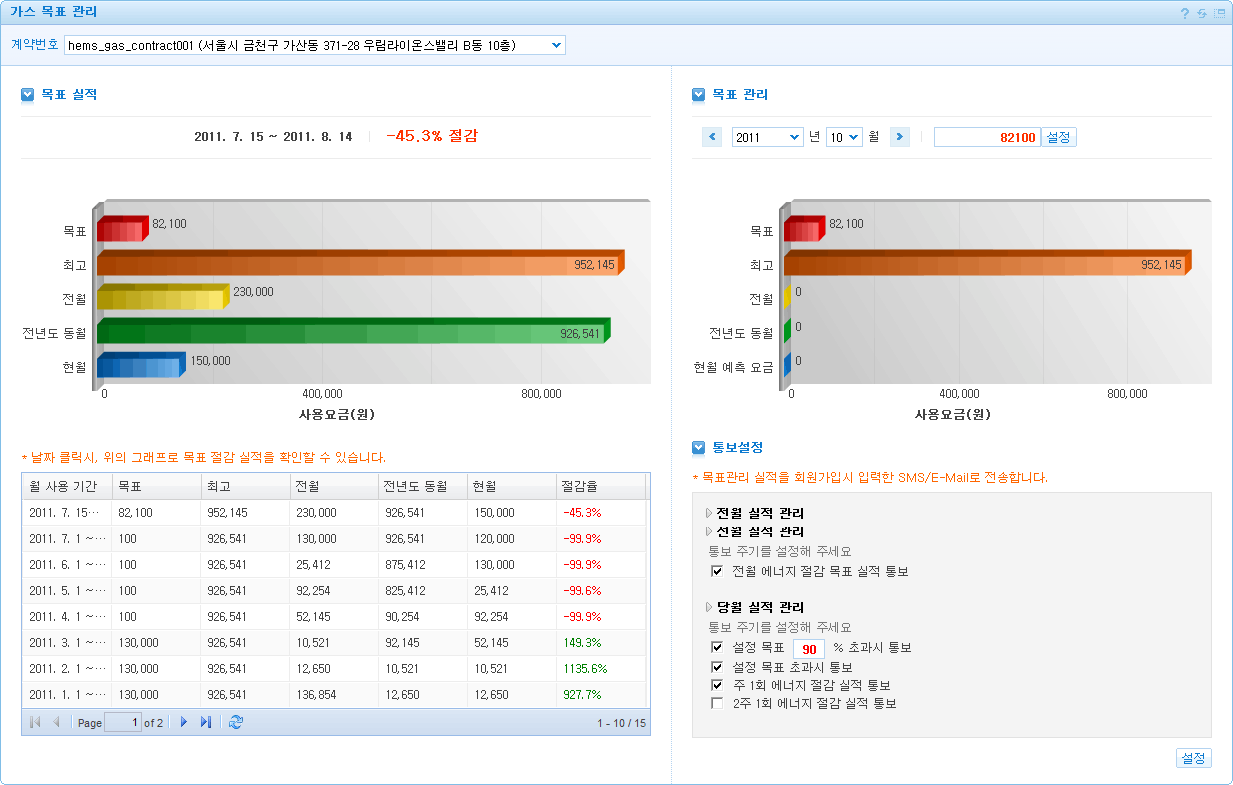 가스 목표 관리
계약번호 hems_gas_contract001 (서울시 금천구 가산동 371-28 우림라이온스밸리 B동 10층)
목표 실적
2011. 7. 15 ~ 2011. 8. 14 -45.3% 절감
목표 82,100
최고 952,145
전월 230,000
전년도 동월 926,541
현월 150,000
0 400,000 800,000
사용요금(원)
* 날짜 클릭시, 위의 그래프로 목표 절감 실적을 확인할 수 있습니다.
월 사용 기간 목표 최고 전월 전년도 동월 현월 절감율
2011. 7. 15… 82,100 952,145 230,000 926,541 150,000 -45.3%
2011. 7. 1 ~… 100 926,541 130,000 926,541 120,000 -99.9%
2011. 6. 1 ~… 100 926,541 25,412 875,412 130,000 -99.9%
2011. 5. 1 ~… 100 926,541 92,254 825,412 25,412 -99.6%
2011. 4. 1 ~… 100 926,541 52,145 90,254 92,254 -99.9%
2011. 3. 1 ~… 130,000 926,541 10,521 92,145 52,145 149.3%
2011. 2. 1 ~… 130,000 926,541 12,650 10,521 10,521 1135.6%
2011. 1. 1 ~… 130,000 926,541 136,854 12,650 12,650 927.7%
Page 1 of 2 1 - 10 / 15
목표 관리
2011 년 10 월 82100 설정
목표 82,100
최고 952,145
전월 0
전년도 동월 0
현월 예측 요금 0
0 400,000 800,000
사용요금(원)
통보설정
* 목표관리 실적을 회원가입시 입력한 SMS/E-Mail로 전송합니다.
전월 실적 관리
전월 실적 관리
통보 주기를 설정해 주세요
전월 에너지 절감 목표 실적 통보
당월 실적 관리
통보 주기를 설정해 주세요
설정 목표 90 % 초과시 통보
설정 목표 초과시 통보
주 1회 에너지 절감 실적 통보
2주 1회 에너지 절감 실적 통보
설정